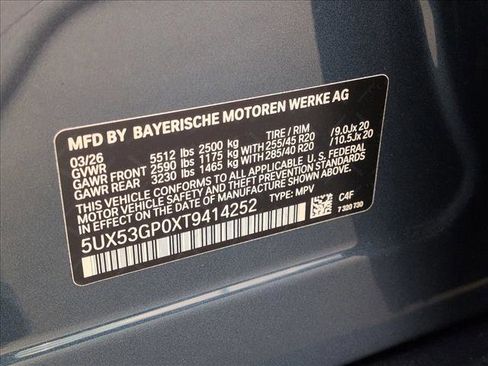 MFD BY BAYERISCHE MOTOREN WERKE AG
03/26 TIRE / RIM
GVWR 5512 lbs 2500 kg
GAWR FRONT 2590 lbs 1175 kg 255/45 R20 /9.0Jx 20
GAWR REAR 3230 lbs 1465 kg 285/40 R20 /10.5Jx 20
THIS VEHICLE CONFORMS TO ALL APPLICABLE U. S. FEDERAL
MOTOR VEHICLE SAFETY, BUMPER, AND THEFT PREVENTION
STANDARDS IN EFFECT ON THE DATE OF MANUFACTURE SHOWN ABOVE.
5UX53GP0XT9414252 TYPE: MPV
C4F
7 320 730